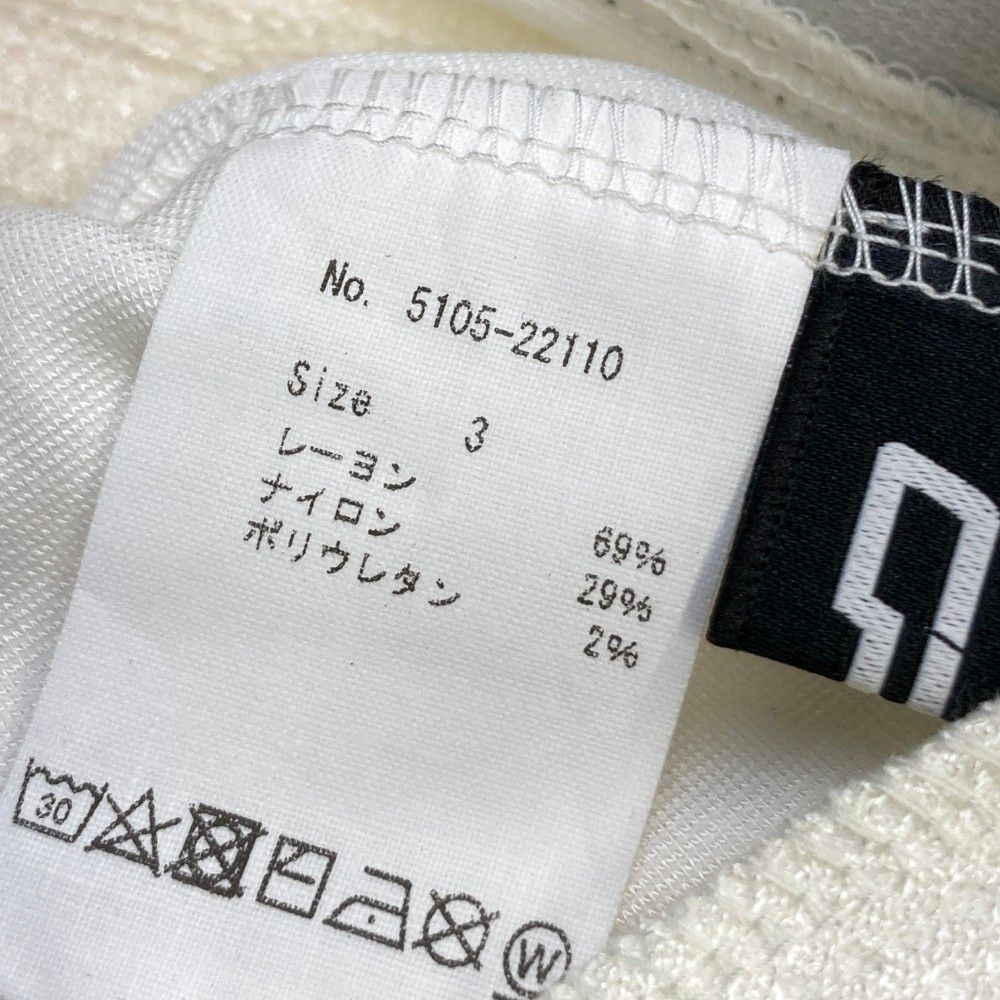 No. 5105-22110
Size 3
レーヨン 69%
ナイロン 29%
ポリウレタン 2%
30
W